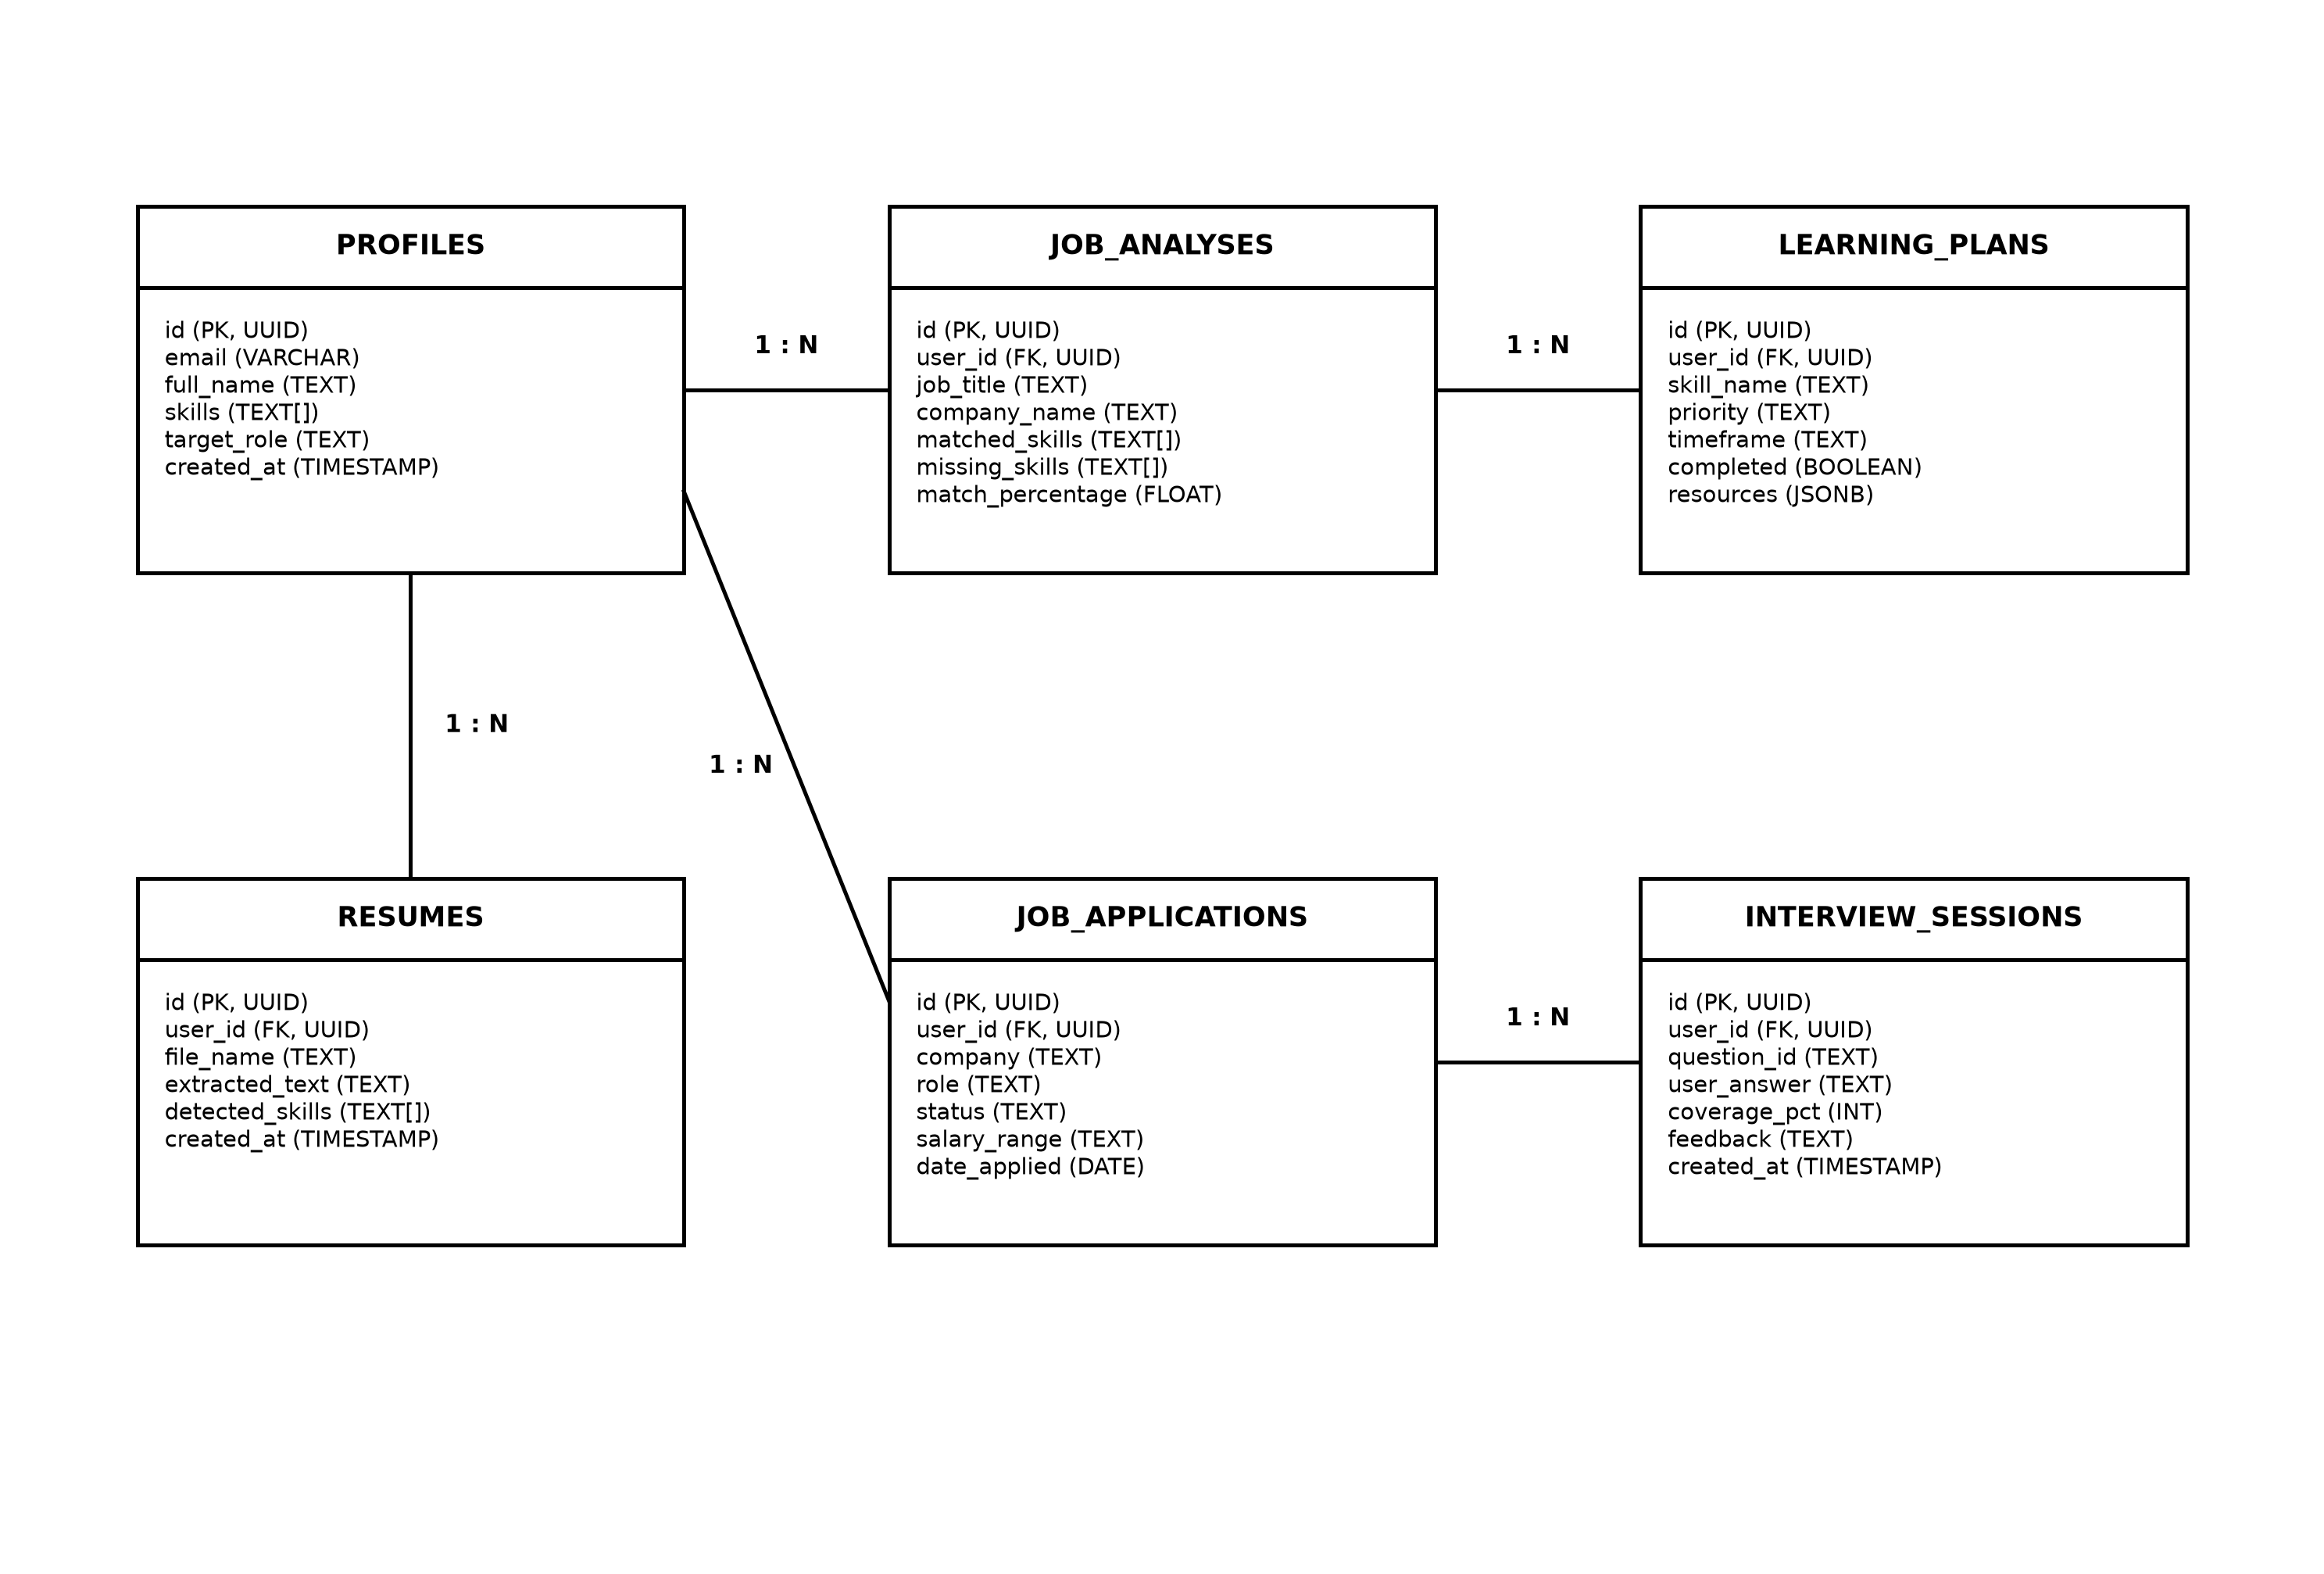 PROFILES
id (PK, UUID)
email (VARCHAR)
full_name (TEXT)
skills (TEXT[])
target_role (TEXT)
created_at (TIMESTAMP)
1 : N
JOB_ANALYSES
id (PK, UUID)
user_id (FK, UUID)
job_title (TEXT)
company_name (TEXT)
matched_skills (TEXT[])
missing_skills (TEXT[])
match_percentage (FLOAT)
1 : N
LEARNING_PLANS
id (PK, UUID)
user_id (FK, UUID)
skill_name (TEXT)
priority (TEXT)
timeframe (TEXT)
completed (BOOLEAN)
resources (JSONB)
1 : N
1 : N
RESUMES
id (PK, UUID)
user_id (FK, UUID)
file_name (TEXT)
extracted_text (TEXT)
detected_skills (TEXT[])
created_at (TIMESTAMP)
JOB_APPLICATIONS
id (PK, UUID)
user_id (FK, UUID)
company (TEXT)
role (TEXT)
status (TEXT)
salary_range (TEXT)
date_applied (DATE)
1 : N
INTERVIEW_SESSIONS
id (PK, UUID)
user_id (FK, UUID)
question_id (TEXT)
user_answer (TEXT)
coverage_pct (INT)
feedback (TEXT)
created_at (TIMESTAMP)